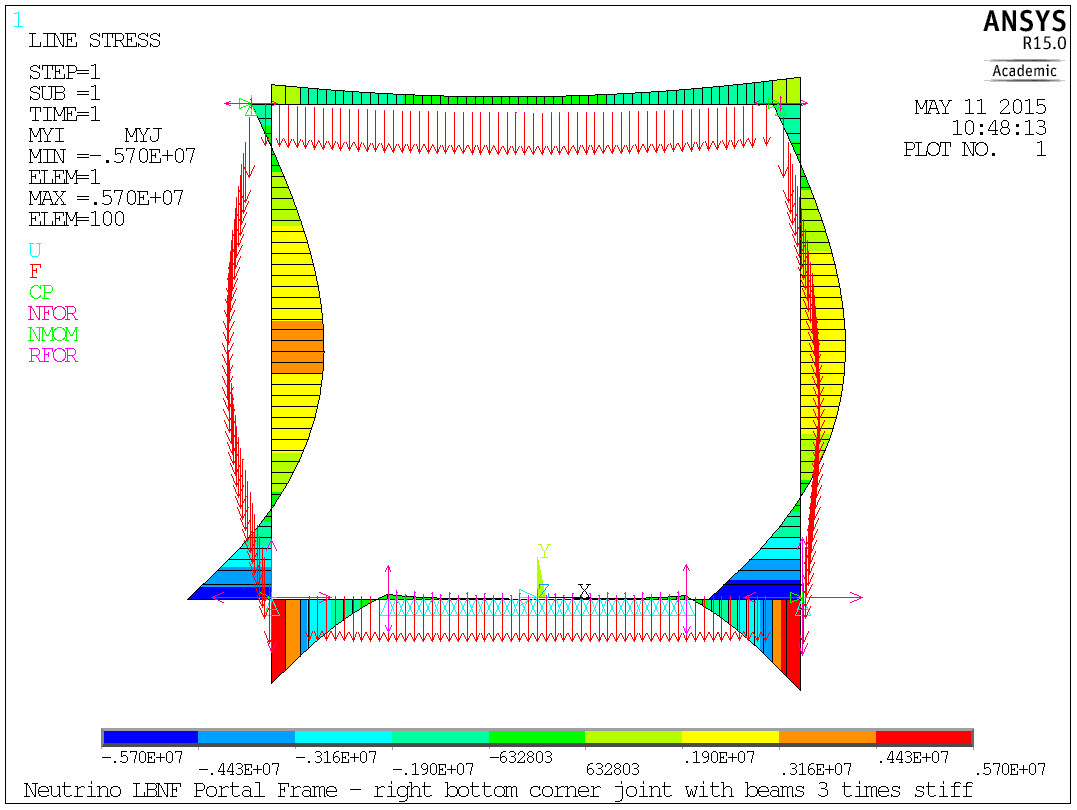 1
LINE STRESS
STEP=1
SUB =1
TIME=1
MYI MYJ
MIN =-.570E+07
ELEM=1
MAX =.570E+07
ELEM=100
U
F
CP
NFOR
NMOM
RFOR
ANSYS
R15.0
Academic
MAY 11 2015
10:48:13
PLOT NO. 1
Y
Z X
-.570E+07 -.443E+07 -.316E+07 -.190E+07 -632803 632803 .190E+07 .316E+07 .443E+07 .570E+07
Neutrino LBNF Portal Frame - right bottom corner joint with beams 3 times stiff